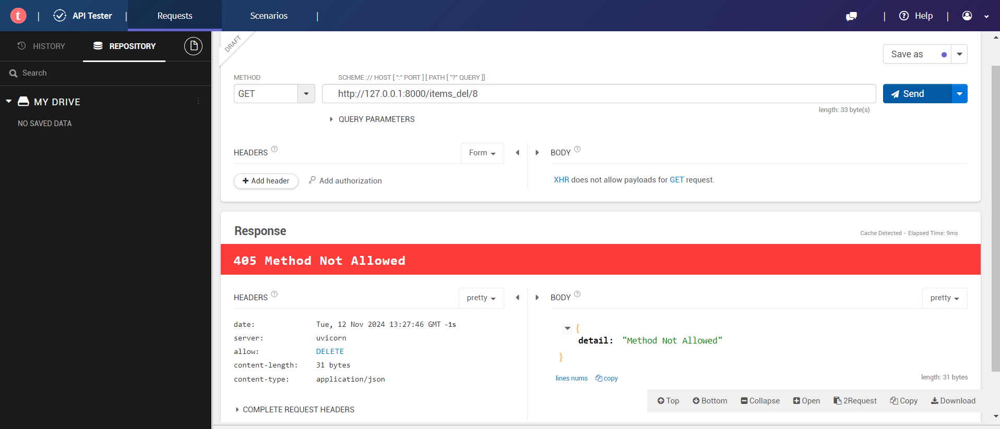 t | API Tester | Requests Scenarios | | Help |
HISTORY REPOSITORY
DRAFT
Save as
Search
METHOD SCHEME :// HOST [ ":" PORT ] [ PATH [ "?" QUERY ]]
GET http://127.0.0.1:8000/items_del/8 Send
length: 33 byte(s)
MY DRIVE
NO SAVED DATA
QUERY PARAMETERS
HEADERS ? Form BODY ?
+ Add header Add authorization XHR does not allow payloads for GET request.
Response
Cache Detected - Elapsed Time: 9ms
405 Method Not Allowed
HEADERS ? pretty BODY ? pretty
date: Tue, 12 Nov 2024 13:27:46 GMT -1s
server: uvicorn
allow: DELETE
content-length: 31 bytes
content-type: application/json
{
detail: "Method Not Allowed"
}
lines nums copy length: 31 bytes
Top Bottom Collapse Open 2Request Copy Download
COMPLETE REQUEST HEADERS